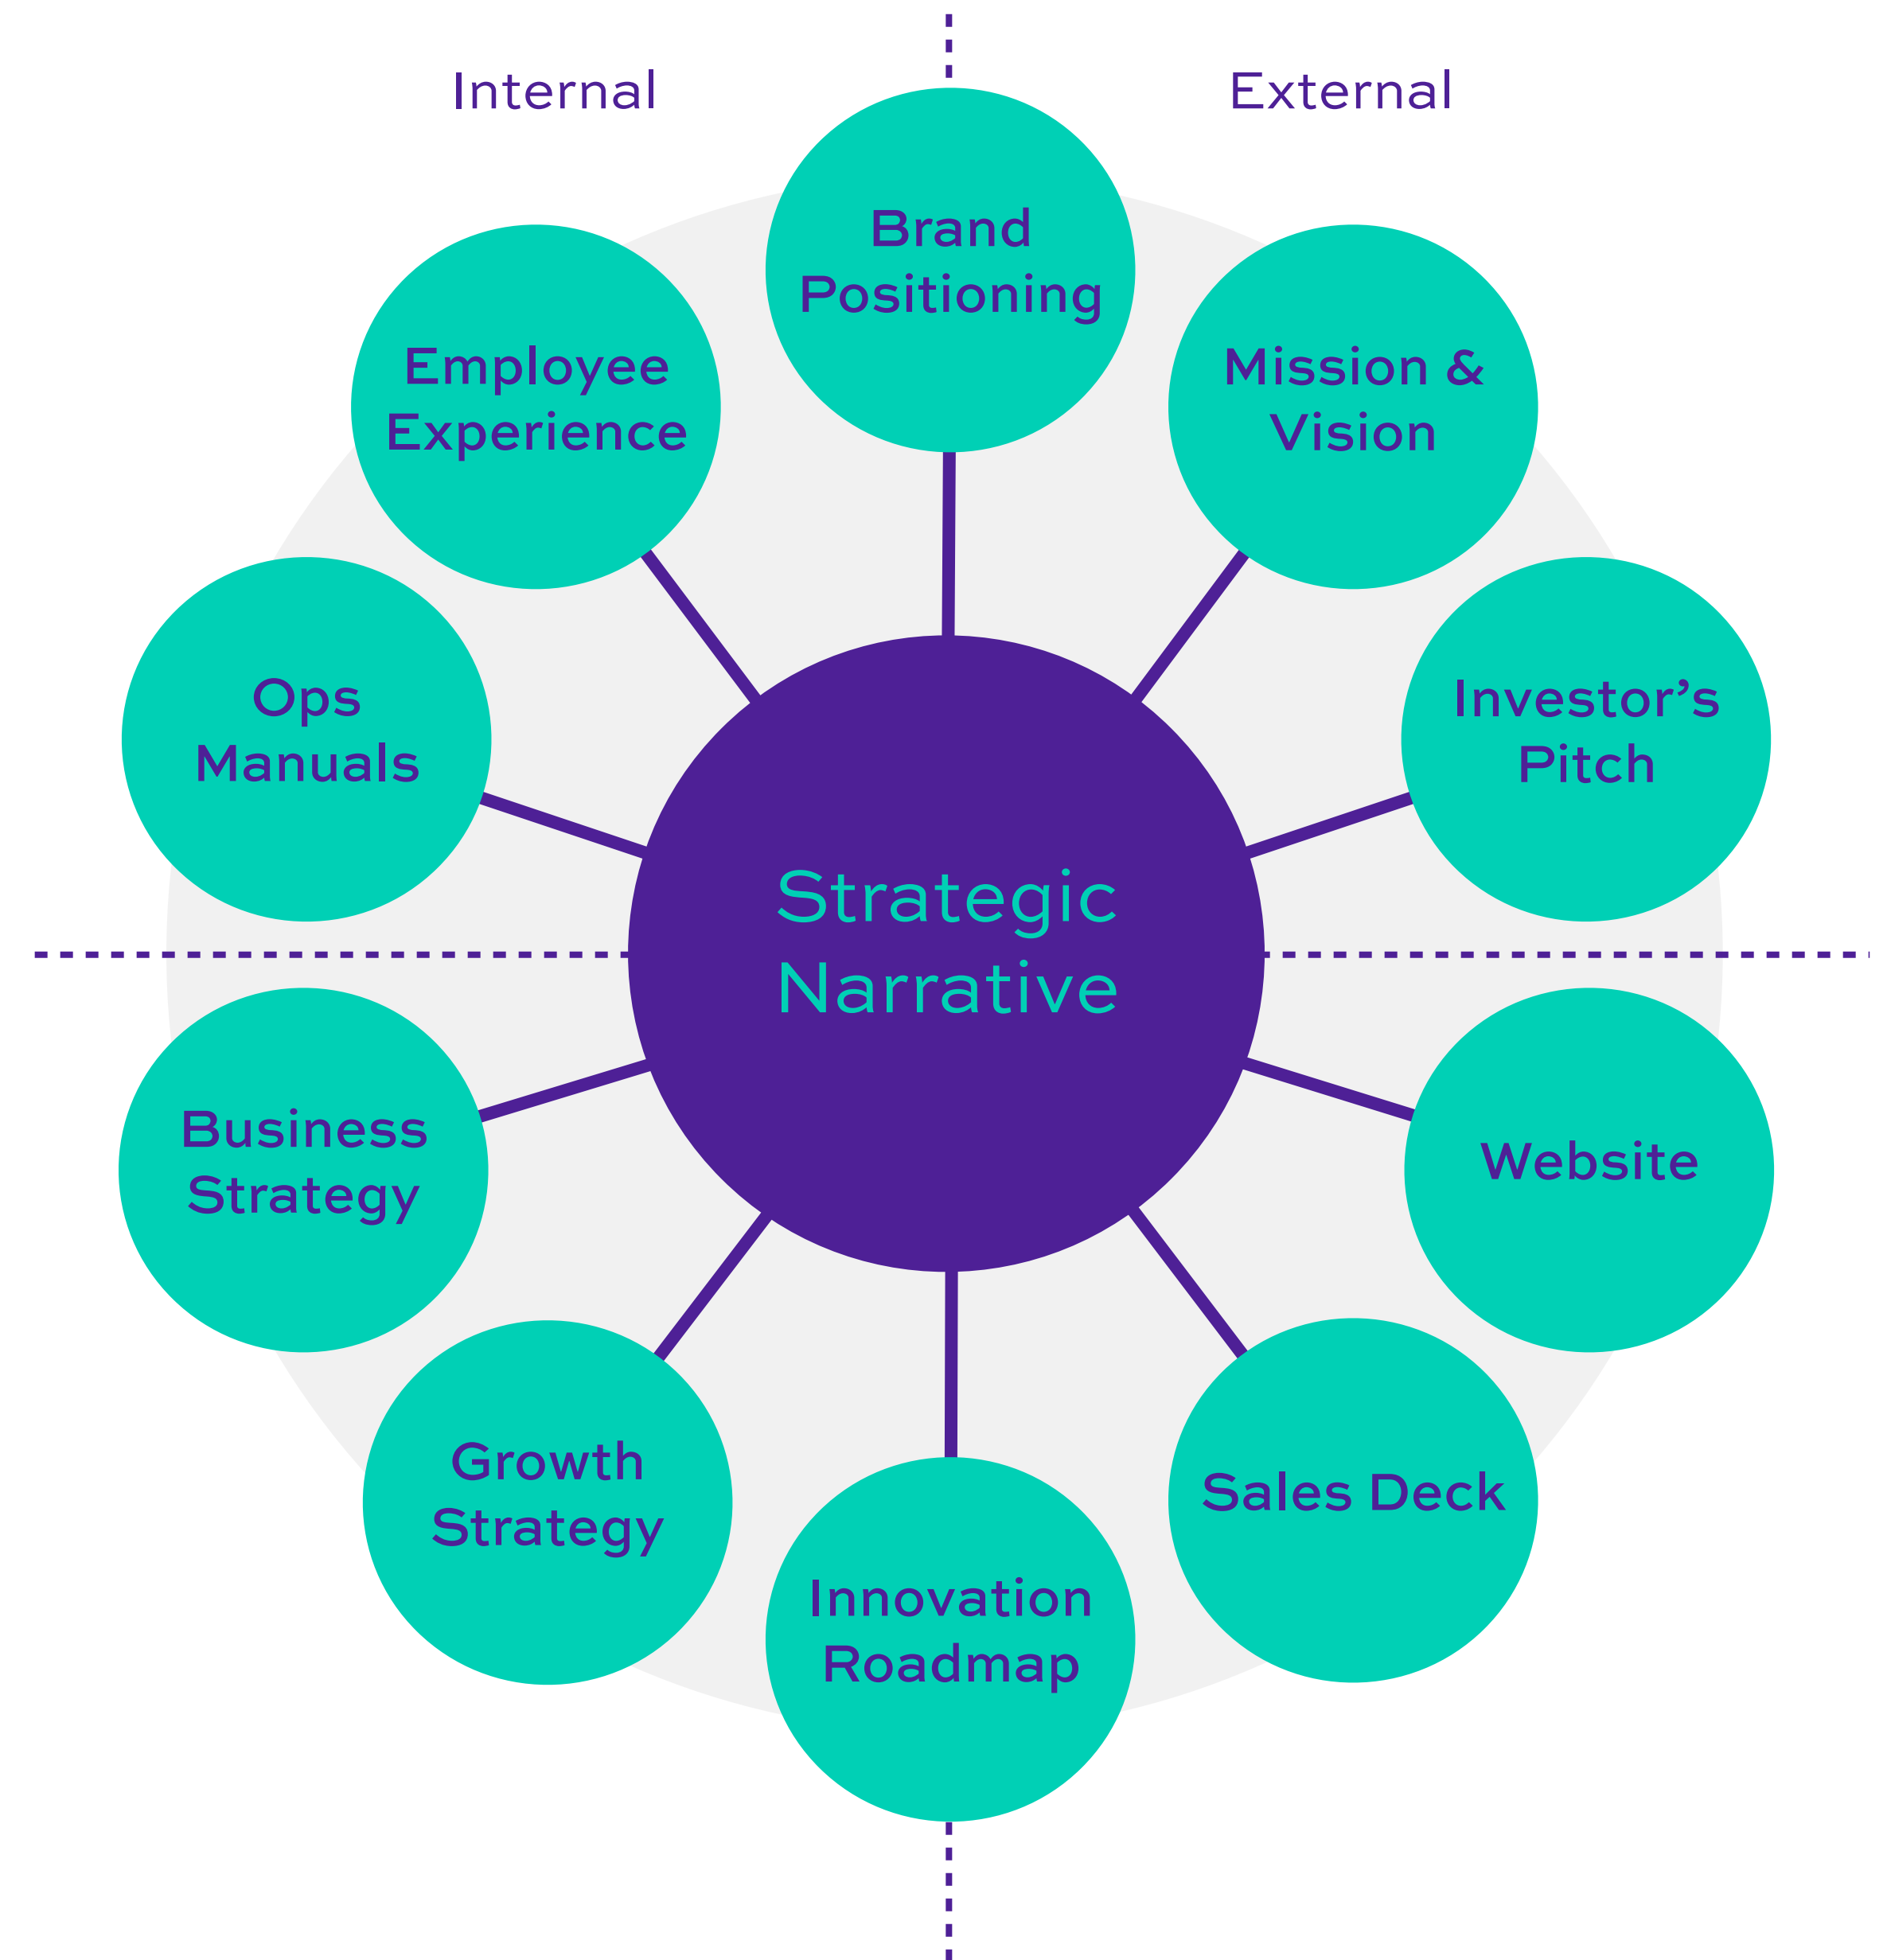 Internal
External
Brand
Positioning
Employee
Experience
Mission &
Vision
Ops
Manuals
Investor's
Pitch
Strategic
Narrative
Business
Strategy
Website
Growth
Strategy
Sales Deck
Innovation
Roadmap